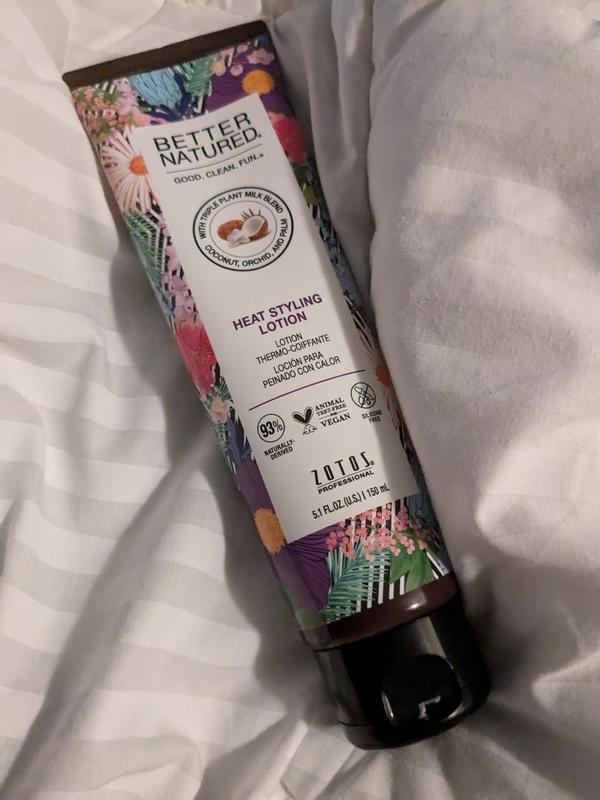 BETTER
NATURED®
GOOD. CLEAN. FUN.®
WITH TRIPLE PLANT MILK BLEND
COCONUT, ORCHID, AND PALM
HEAT STYLING
LOTION
LOTION
THERMO-COIFFANTE
LOCIÓN PARA
PEINADO CON CALOR
93%
NATURALLY-
DERIVED
ANIMAL
TEST-FREE
VEGAN
SILICONE
FREE
ZOTOS®
PROFESSIONAL
5.1 FL.OZ.(U.S.) | 150 mL